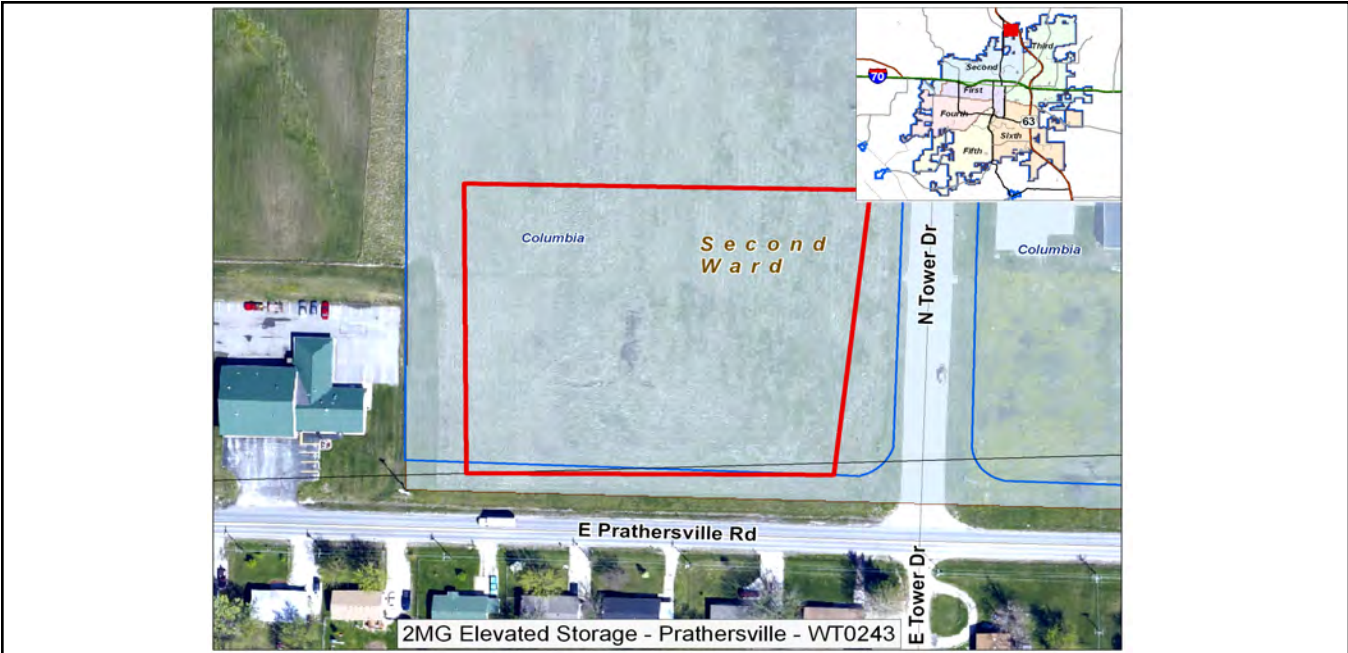 Third
Second
70
First
Fourth
63
Sixth
Fifth
Columbia
Second
Ward
Columbia
N Tower Dr
E Prathersville Rd
E Tower Dr
2MG Elevated Storage - Prathersville - WT0243